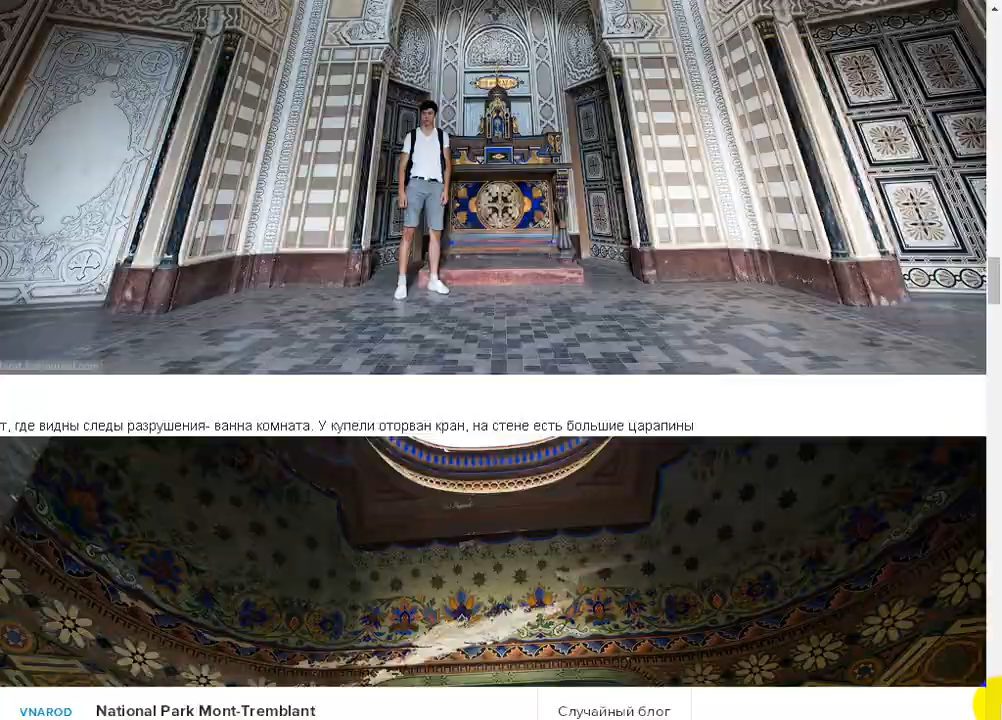 т, где видны следы разрушения- ванна комната. У купели оторван кран, на стене есть большие царапины
VNAROD National Park Mont-Tremblant Случайный блог